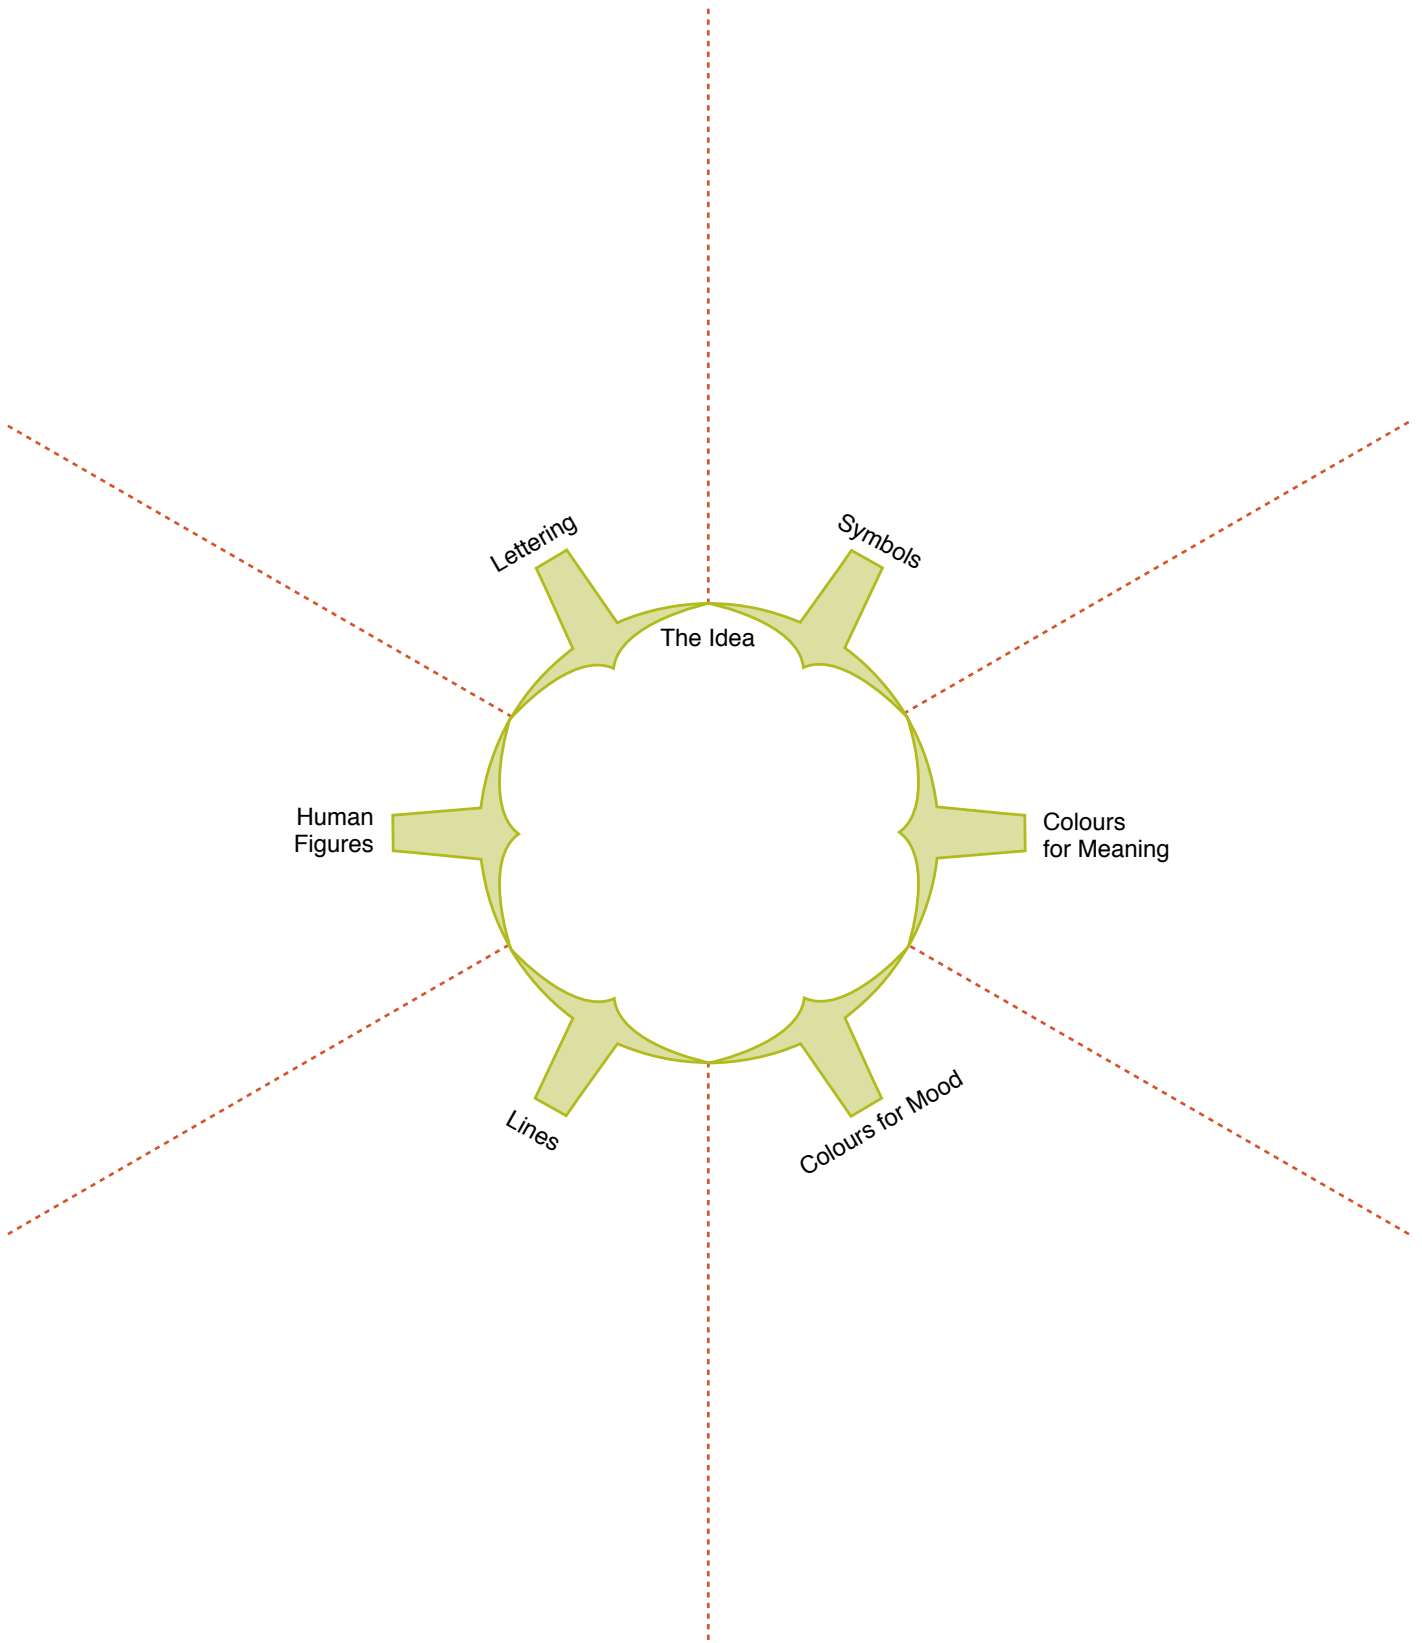 Lettering
Symbols
The Idea
Human
Figures
Colours
for Meaning
Lines
Colours for Mood